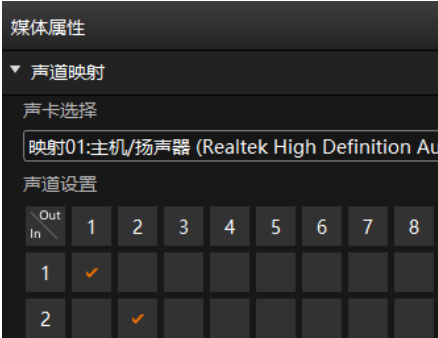 媒体属性
声道映射
声卡选择
映射01:主机/扬声器 (Realtek High Definition Au
声道设置
Out
In 1 2 3 4 5 6 7 8
1
2